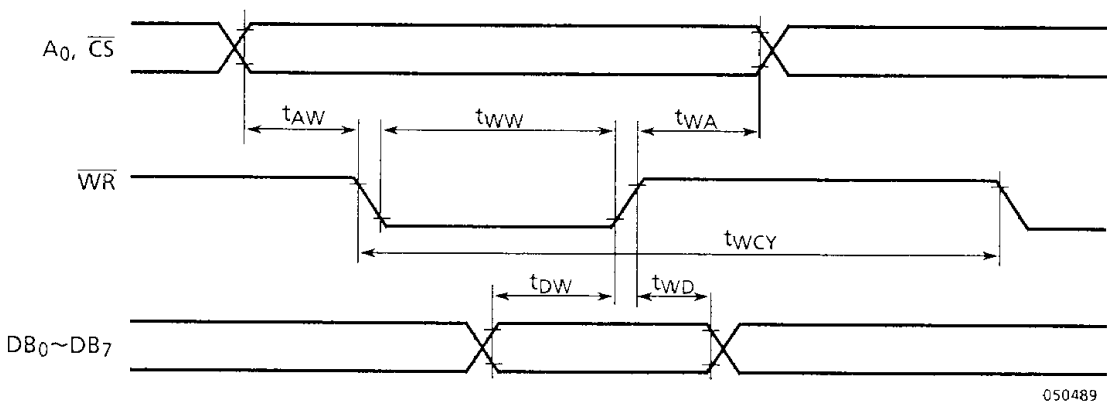 A0, CS
tAW
tWW
tWA
WR
tWCY
tDW
tWD
DB0~DB7
050489